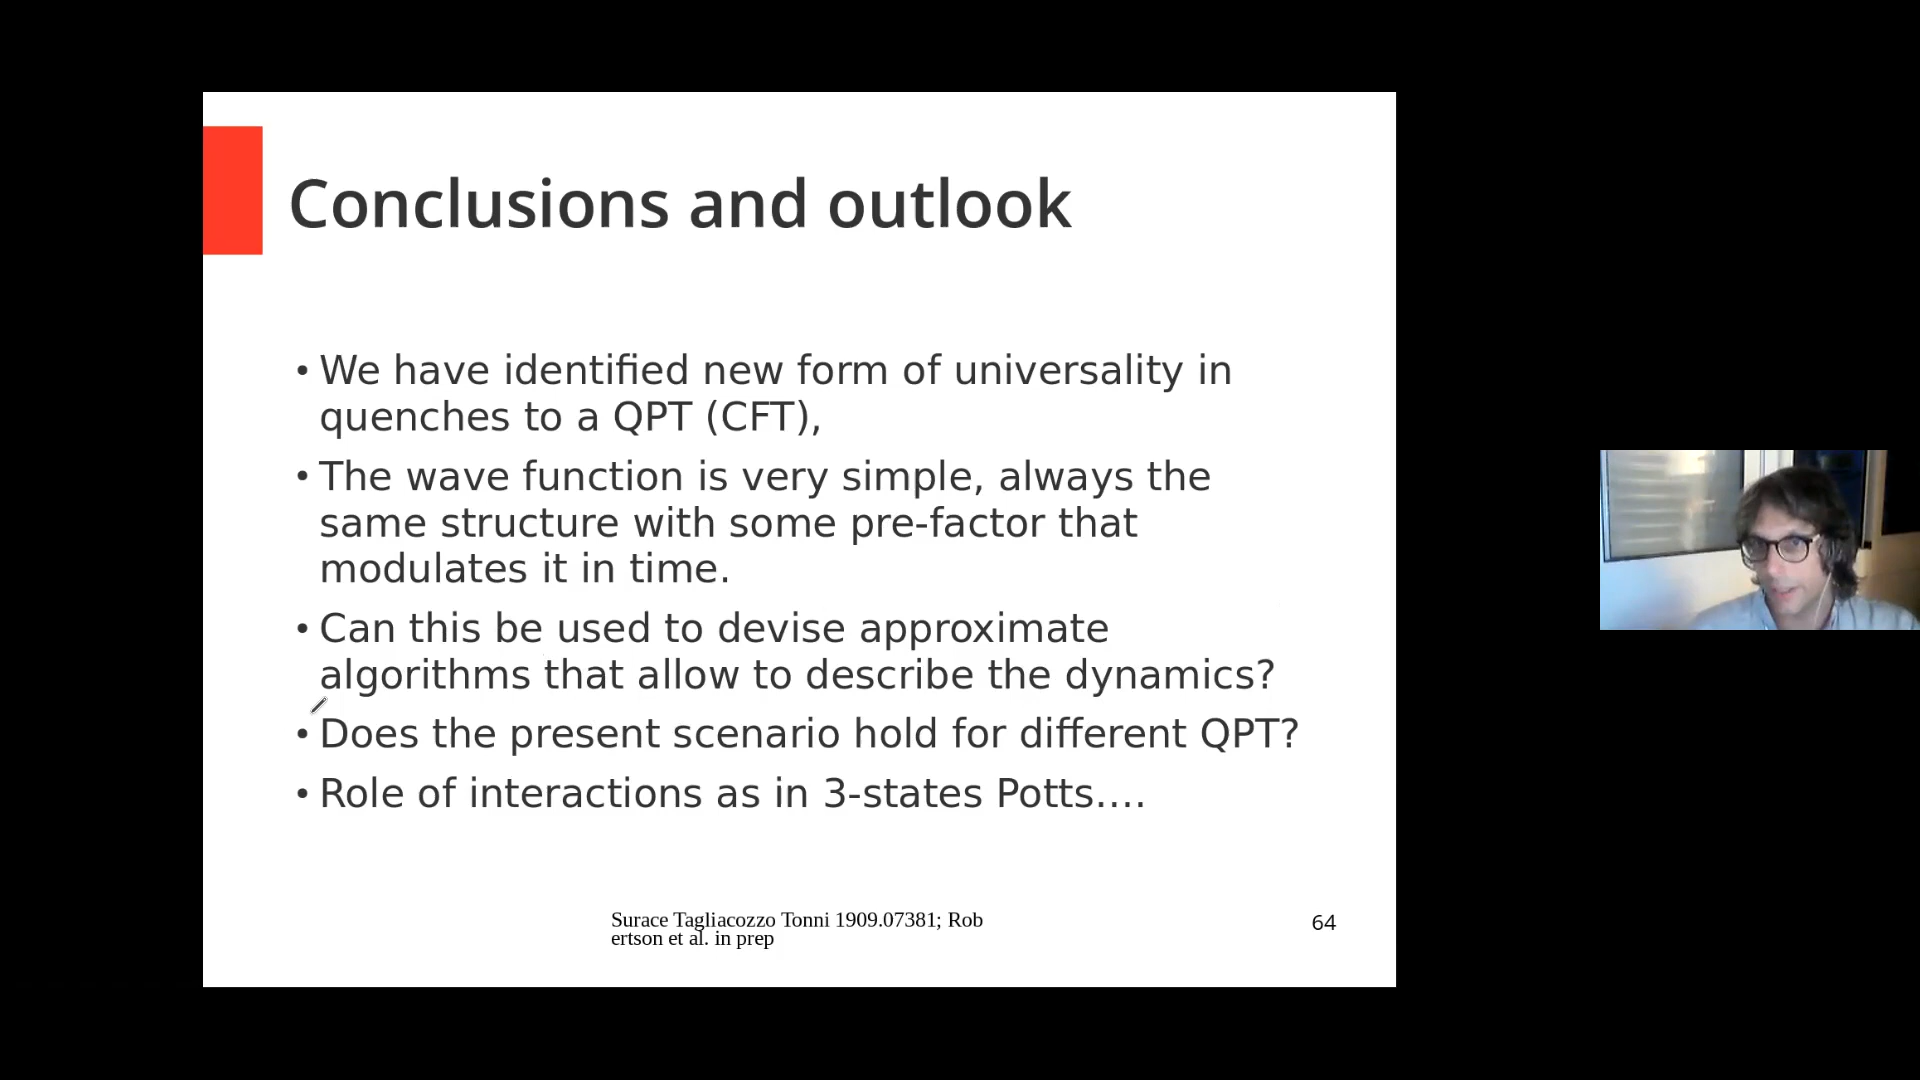 Conclusions and outlook
• We have identified new form of universality in
quenches to a QPT (CFT),
• The wave function is very simple, always the
same structure with some pre-factor that
modulates it in time.
• Can this be used to devise approximate
algorithms that allow to describe the dynamics?
• Does the present scenario hold for different QPT?
• Role of interactions as in 3-states Potts....
Surace Tagliacozzo Tonni 1909.07381; Rob
ertson et al. in prep
64